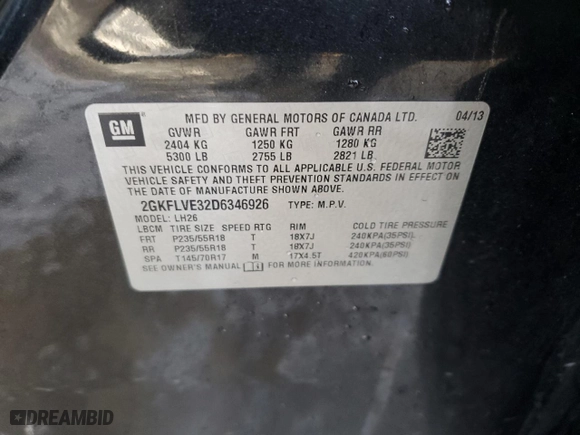 GM
MFD BY GENERAL MOTORS OF CANADA LTD. 04/13
GVWR GAWR FRT GAWR RR
2404 KG 1250 KG 1280 KG
5300 LB 2755 LB 2821 LB
THIS VEHICLE CONFORMS TO ALL APPLICABLE U.S. FEDERAL MOTOR
VEHICLE SAFETY, BUMPER, AND THEFT PREVENTION STANDARDS IN EFFECT ON
THE DATE OF MANUFACTURE SHOWN ABOVE.
2GKFLVE32D6346926 TYPE: M.P.V.
MODEL: LH26
LBCM TIRE SIZE SPEED RTG RIM COLD TIRE PRESSURE
FRT P235/55R18 T 18X7J 240KPA(35PSI)
RR P235/55R18 T 18X7J 240KPA(35PSI)
SPA T145/70R17 M 17X4.5T 420KPA(60PSI)
SEE OWNER'S MANUAL FOR MORE INFORMATION.
DREAMBID